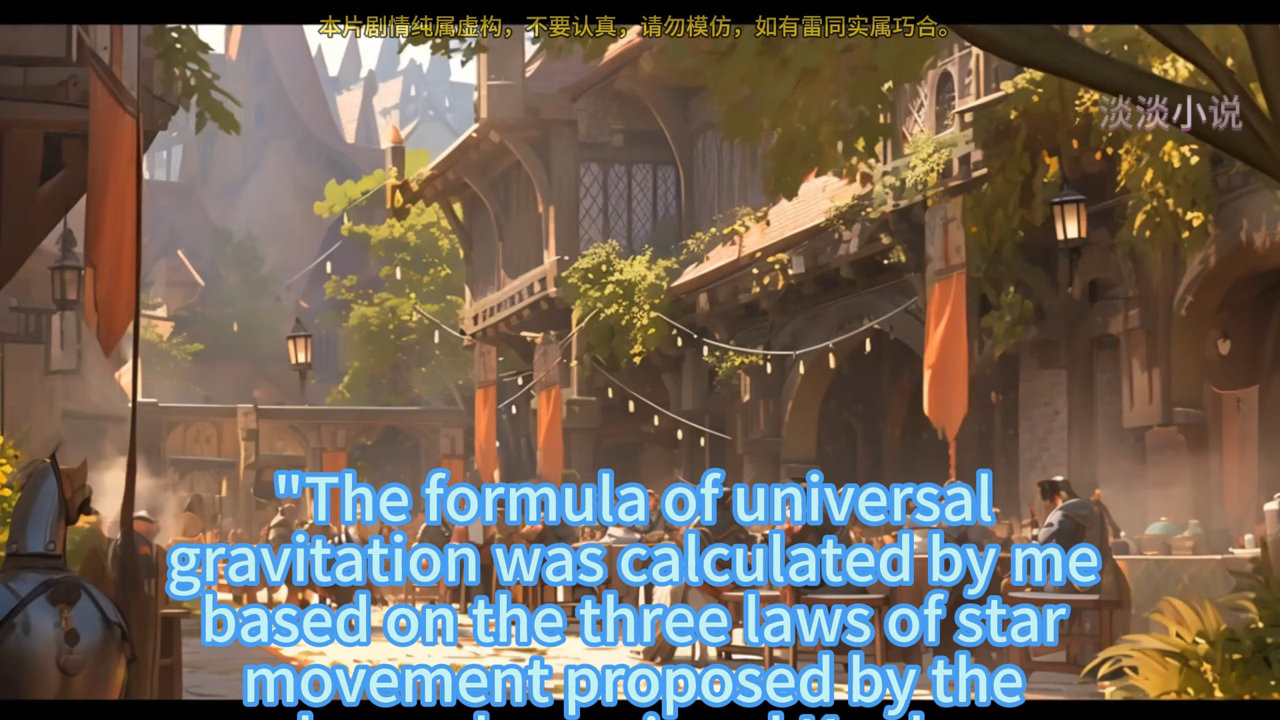 本片剧情纯属虚构，不要认真，请勿模仿，如有雷同实属巧合。
淡淡小说
"The formula of universal
gravitation was calculated by me
based on the three laws of star
movement proposed by the